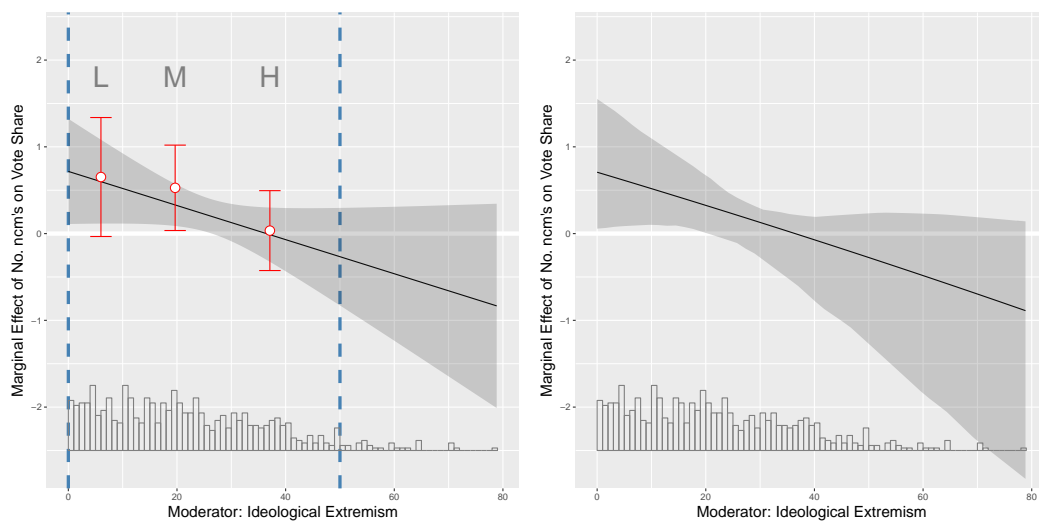 Marginal Effect of No. ncm's on Vote Share
2
1
0
−1
−2
L M H
0 20 40 60 80
Moderator: Ideological Extremism
Marginal Effect of No. ncm's on Vote Share
2
1
0
−1
−2
0 20 40 60 80
Moderator: Ideological Extremism